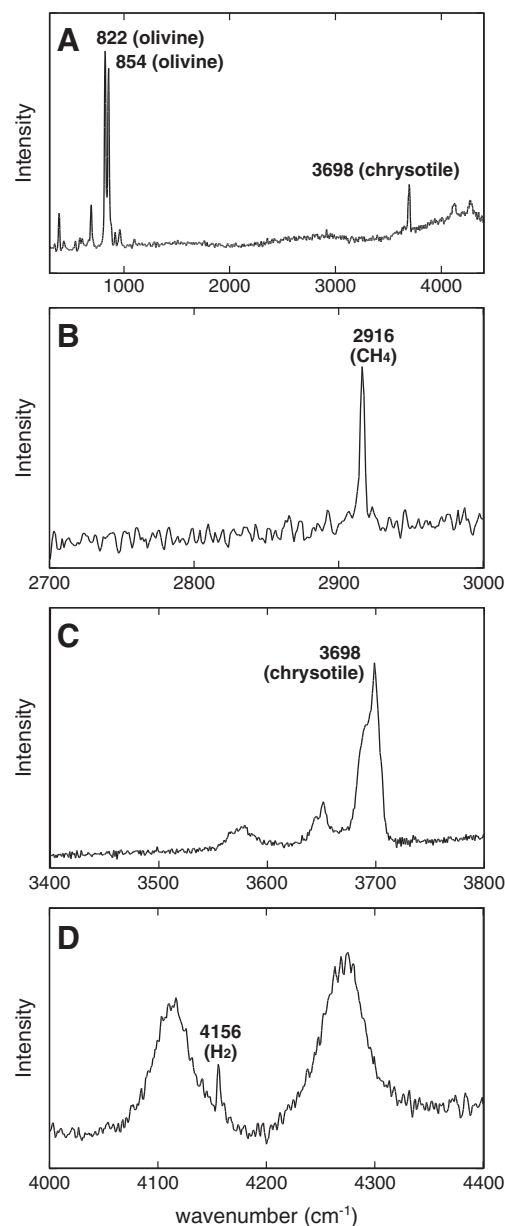 A
822 (olivine)
854 (olivine)
3698 (chrysotile)
Intensity
1000 2000 3000 4000
B
2916
(CH4)
Intensity
2700 2800 2900 3000
C
3698
(chrysotile)
Intensity
3400 3500 3600 3700 3800
D
4156
(H2)
Intensity
4000 4100 4200 4300 4400
wavenumber (cm-1)